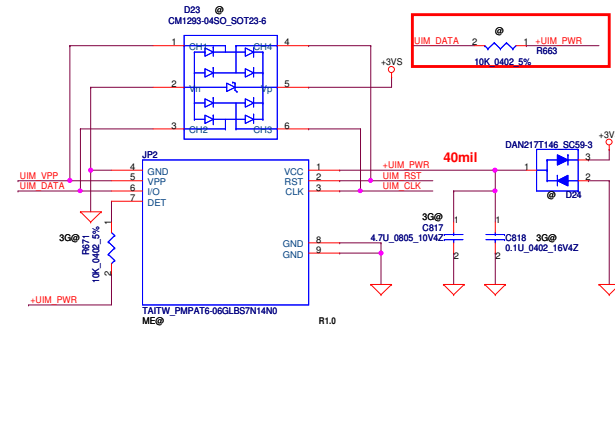 D23 @
CM1293-04SO_SOT23-6
1 CH1 CH4 4
2 Vn Vp 5
3 CH2 CH3 6
+3VS
@
UIM_DATA 2 1 +UIM_PWR
R663
10K_0402_5%
JP2
UIM_VPP
UIM_DATA
4 GND
5 VPP
6 I/O
7 DET
VCC 1
RST 2
CLK 3
GND 8
GND 9
+UIM_PWR
UIM_RST
UIM_CLK
40mil
DAN217T146_SC59-3
+3V
1
3
2
@ D24
3G@
R671
10K_0402_5%
1
2
+UIM_PWR
3G@
C817
4.7U_0805_10V4Z
1
2
1
2
C818 3G@
0.1U_0402_16V4Z
TAITW_PMPAT6-06GLBS7N14N0
ME@
R1.0